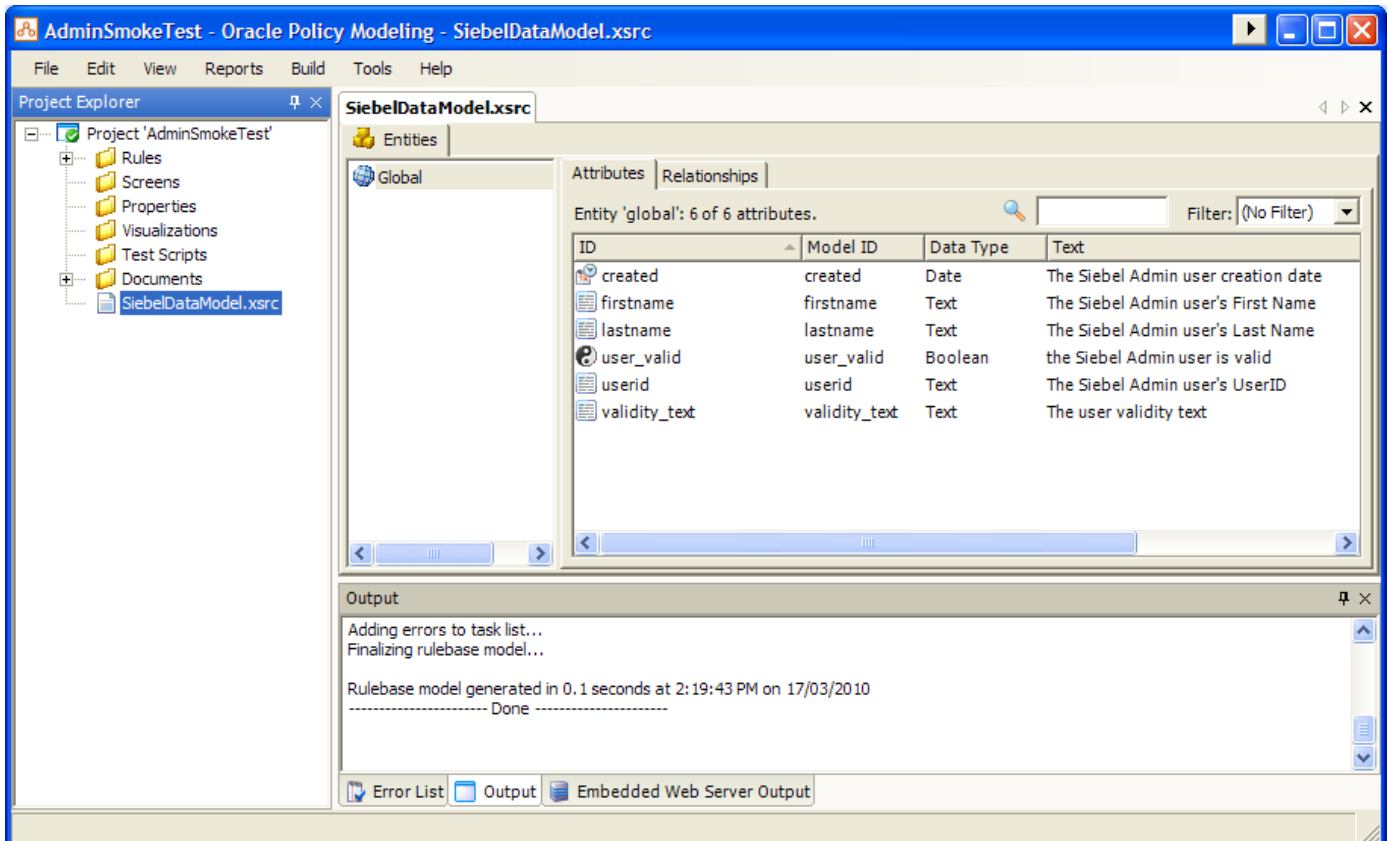 AdminSmokeTest - Oracle Policy Modeling - SiebelDataModel.xsrc
File Edit View Reports Build Tools Help
Project Explorer
Project 'AdminSmokeTest'
Rules
Screens
Properties
Visualizations
Test Scripts
Documents
SiebelDataModel.xsrc
SiebelDataModel.xsrc
Entities
Global
Attributes Relationships
Entity 'global': 6 of 6 attributes. Filter: (No Filter)
ID Model ID Data Type Text
created created Date The Siebel Admin user creation date
firstname firstname Text The Siebel Admin user's First Name
lastname lastname Text The Siebel Admin user's Last Name
user_valid user_valid Boolean the Siebel Admin user is valid
userid userid Text The Siebel Admin user's UserID
validity_text validity_text Text The user validity text
Output
Adding errors to task list...
Finalizing rulebase model...
Rulebase model generated in 0.1 seconds at 2:19:43 PM on 17/03/2010
----------------------- Done ----------------------
Error List Output Embedded Web Server Output